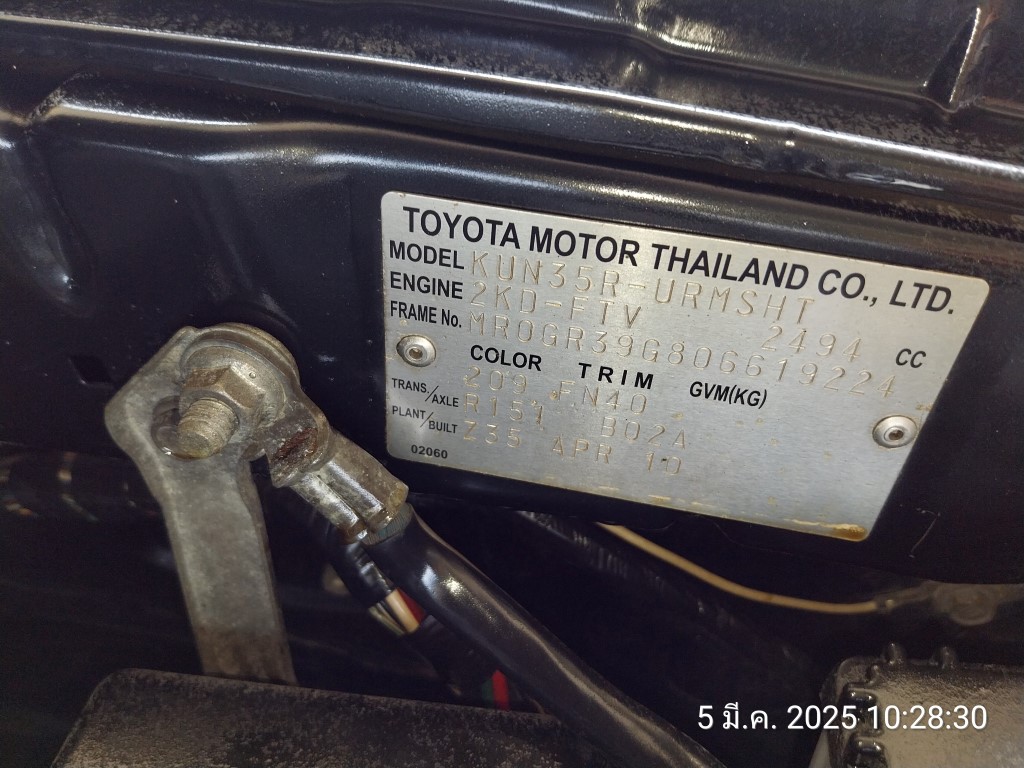 TOYOTA MOTOR THAILAND CO., LTD.
MODEL KUN35R-URMSHT
ENGINE 2KD-FTV 2494 CC
FRAME No. MR0GR39G806619224
COLOR TRIM GVM(KG)
209 FN40
TRANS/AXLE R151 B02A
PLANT/BUILT Z35 APR 10
02060
5 มี.ค. 2025 10:28:30